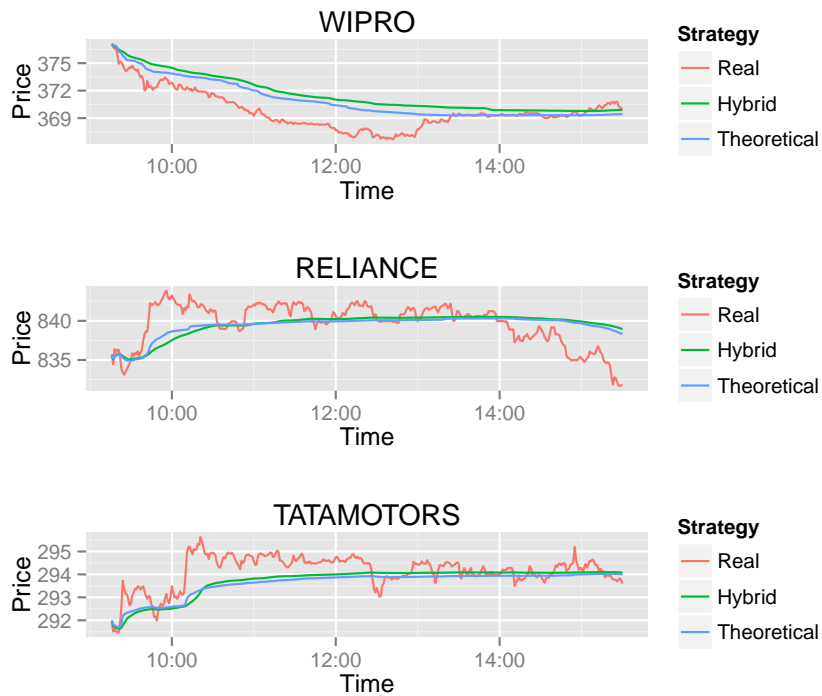 WIPRO
Price
375
372
369
10:00
12:00
14:00
Time
Strategy
Real
Hybrid
Theoretical
RELIANCE
Price
840
835
10:00
12:00
14:00
Time
Strategy
Real
Hybrid
Theoretical
TATAMOTORS
Price
295
294
293
292
10:00
12:00
14:00
Time
Strategy
Real
Hybrid
Theoretical